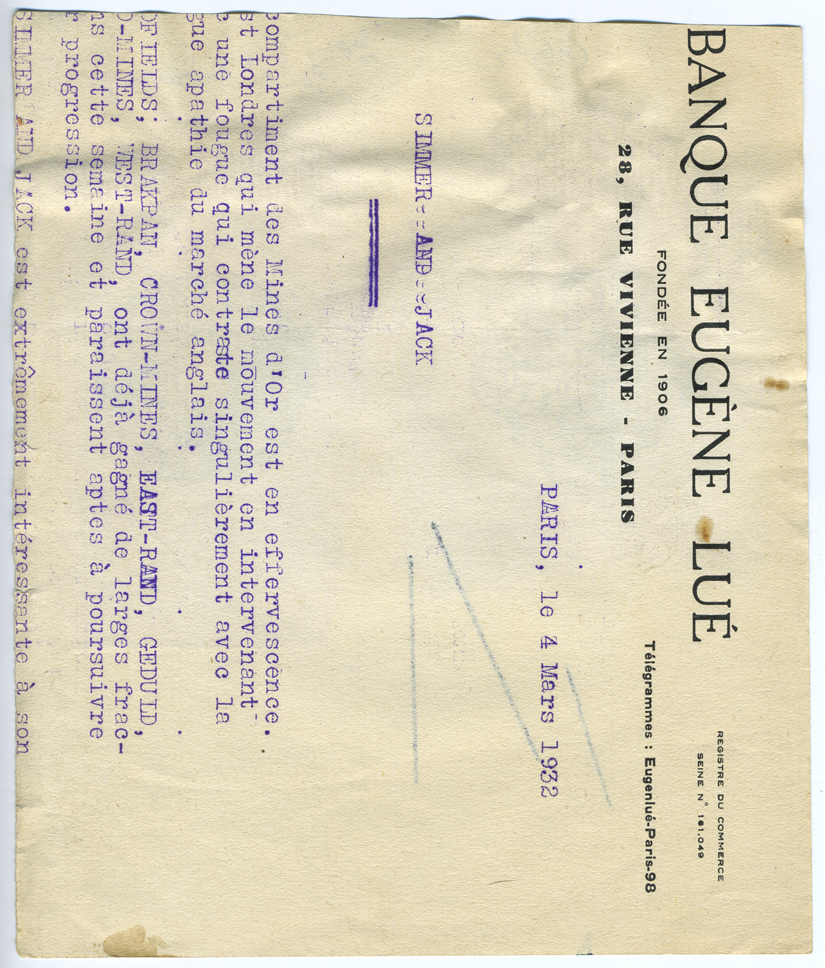 BANQUE EUGÈNE LUÉ
REGISTRE DU COMMERCE
SEINE N° 161.049
FONDÉE EN 1906
28, RUE VIVIENNE - PARIS
Télégrammes : Eugenlué-Paris-98
PARIS, le 4 Mars 1932
SIMMER==AND==JACK
compartiment des Mines d'Or est en effervescence.
st Londres qui mène le mouvement en intervenant
c une fougue qui contraste singulièrement avec la
gue apathie du marché anglais.
DFIELDS, BRAKPAN, CROWN-MINES, EAST-RAND, GEDULD,
D-MINES, WEST-RAND, ont déjà gagné de larges frac-
ns cette semaine et paraissent aptes à poursuivre
r progression.
SIMMER AND JACK est extrêmement intéressante à son